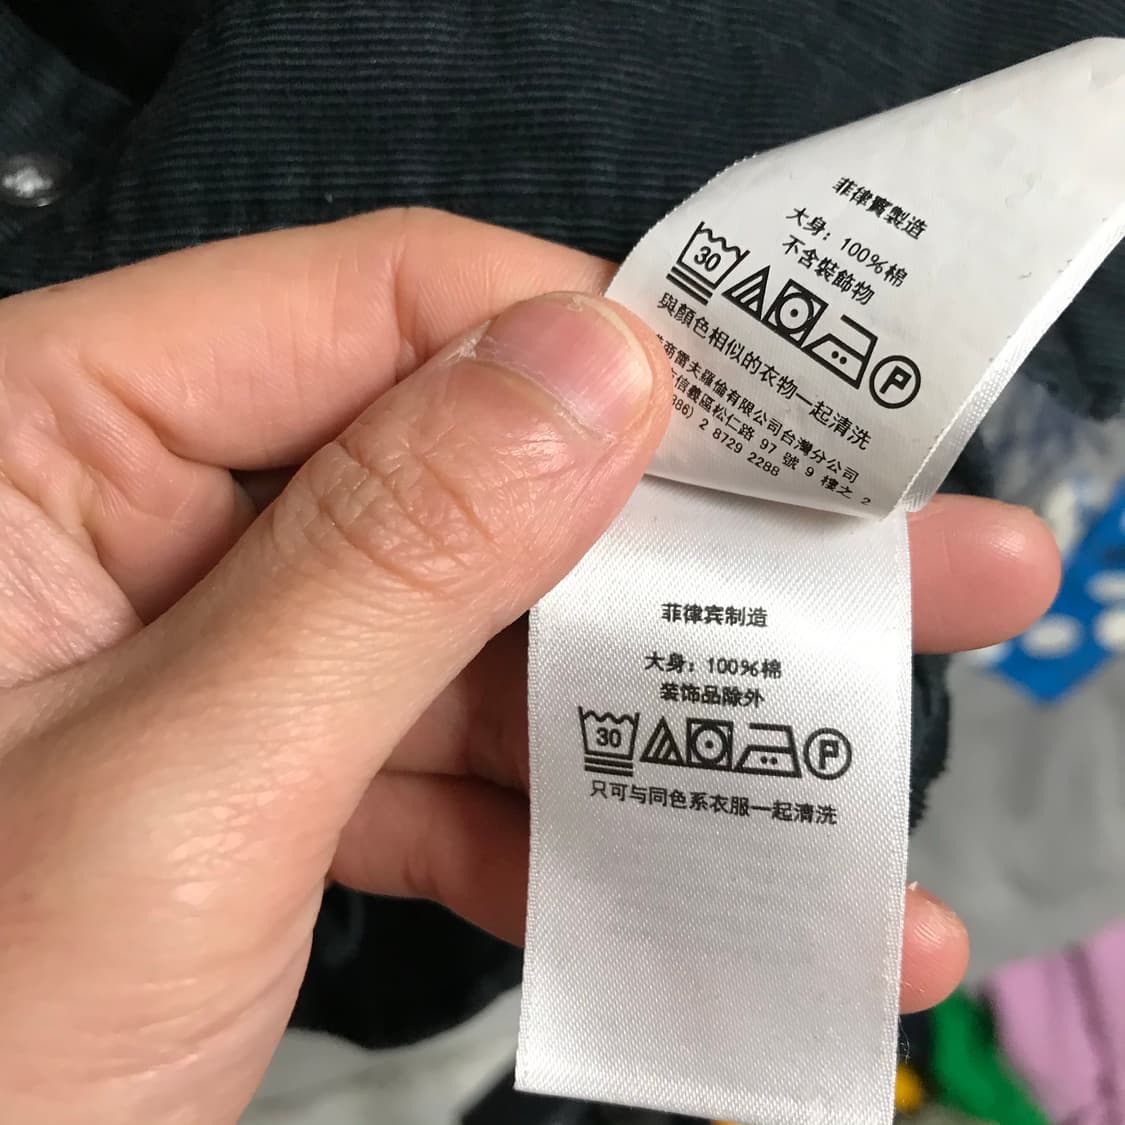 菲律賓製造
大身: 100%棉
不含裝飾物
30 P
與顏色相似的衣物一起清洗
商雷夫羅倫有限公司台灣分公司
信義區松仁路 97 號 9 樓之 2
886) 2 8729 2288
菲律宾制造
大身: 100%棉
装饰品除外
30 P
只可与同色系衣服一起清洗